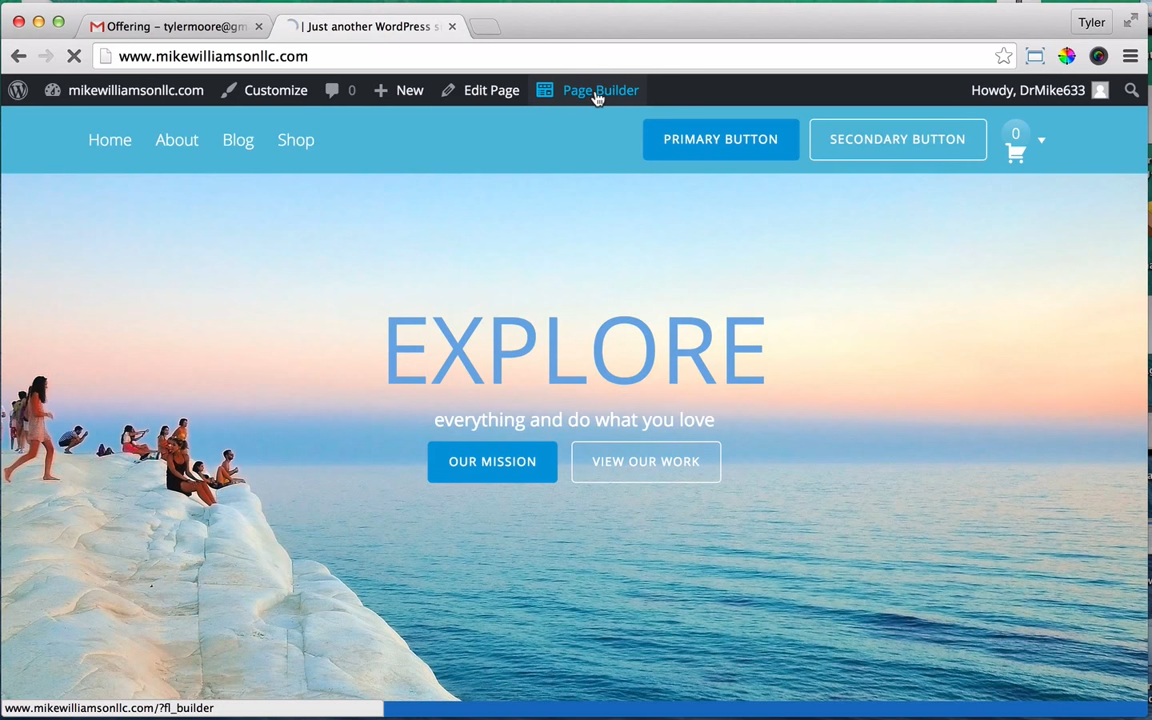 Offering – tylermoore@gm
| Just another WordPress s
Tyler
www.mikewilliamsonllc.com
mikewilliamsonllc.com
Customize
0
New
Edit Page
Page Builder
Howdy, DrMike633
Home
About
Blog
Shop
PRIMARY BUTTON
SECONDARY BUTTON
0
EXPLORE
everything and do what you love
OUR MISSION
VIEW OUR WORK
www.mikewilliamsonllc.com/?fl_builder